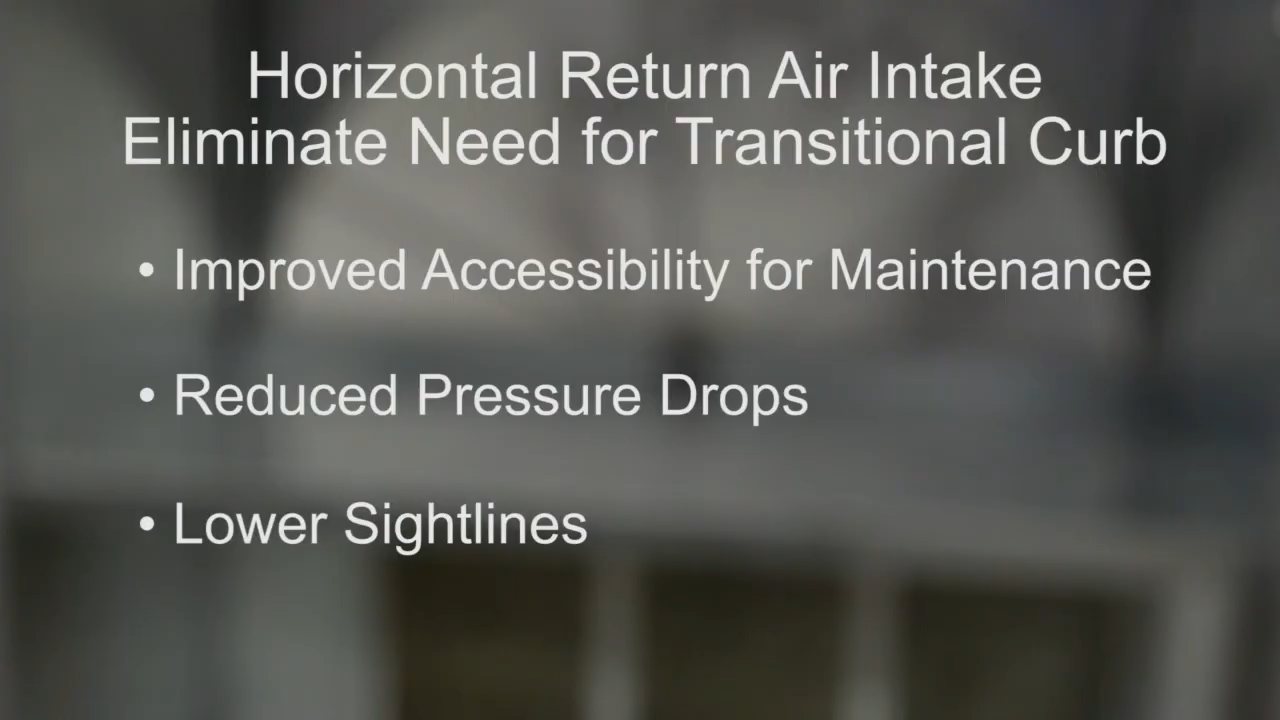 Horizontal Return Air Intake
Eliminate Need for Transitional Curb
• Improved Accessibility for Maintenance
• Reduced Pressure Drops
• Lower Sightlines